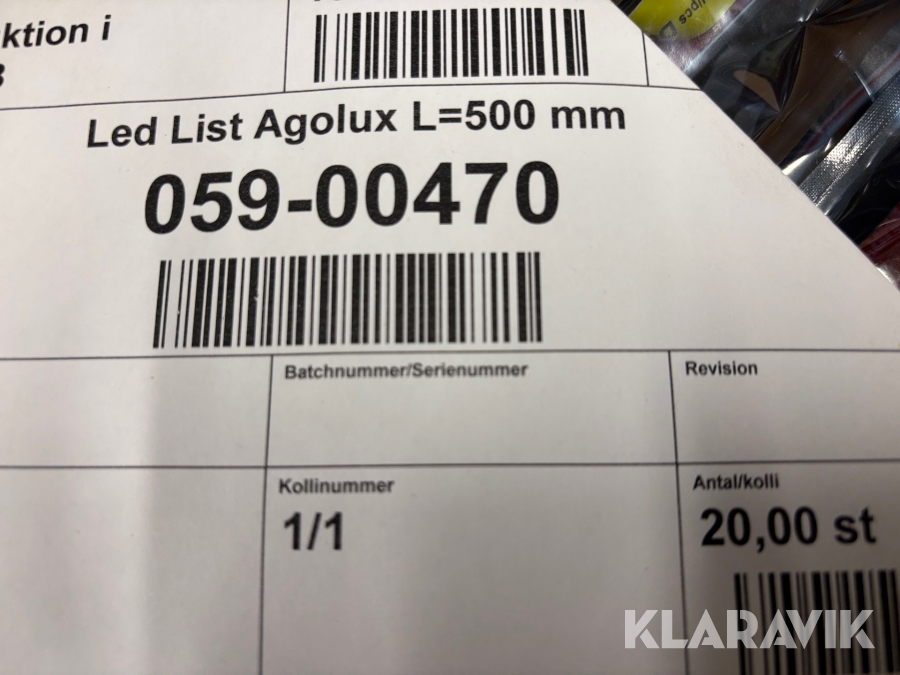 ktion i
Led List Agolux L=500 mm
059-00470
Batchnummer/Serienummer
Revision
Kollinummer
1/1
Antal/kolli
20,00 st
KLARAVIK